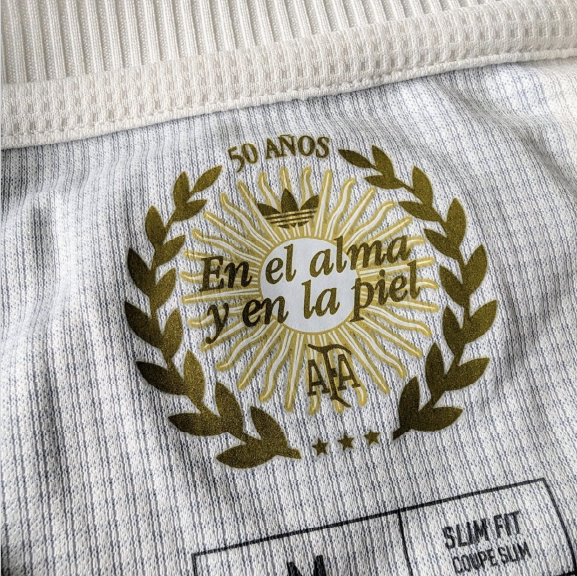 50 AÑOS
En el alma
y en la piel
AFA
M
SLIM FIT
COUPE SLIM